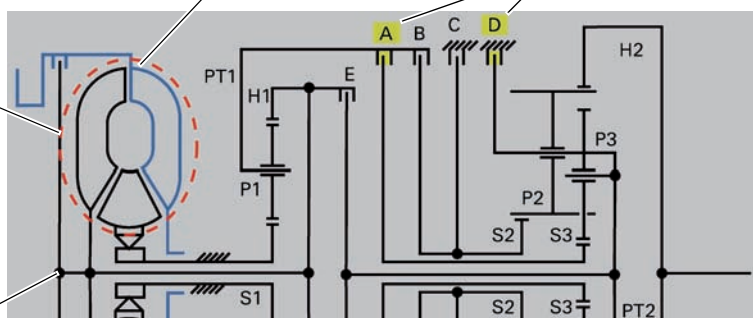 A B C D
PT1 H1 E H2
P1 P2 P3
S2 S3
S1 S2 S3 PT2